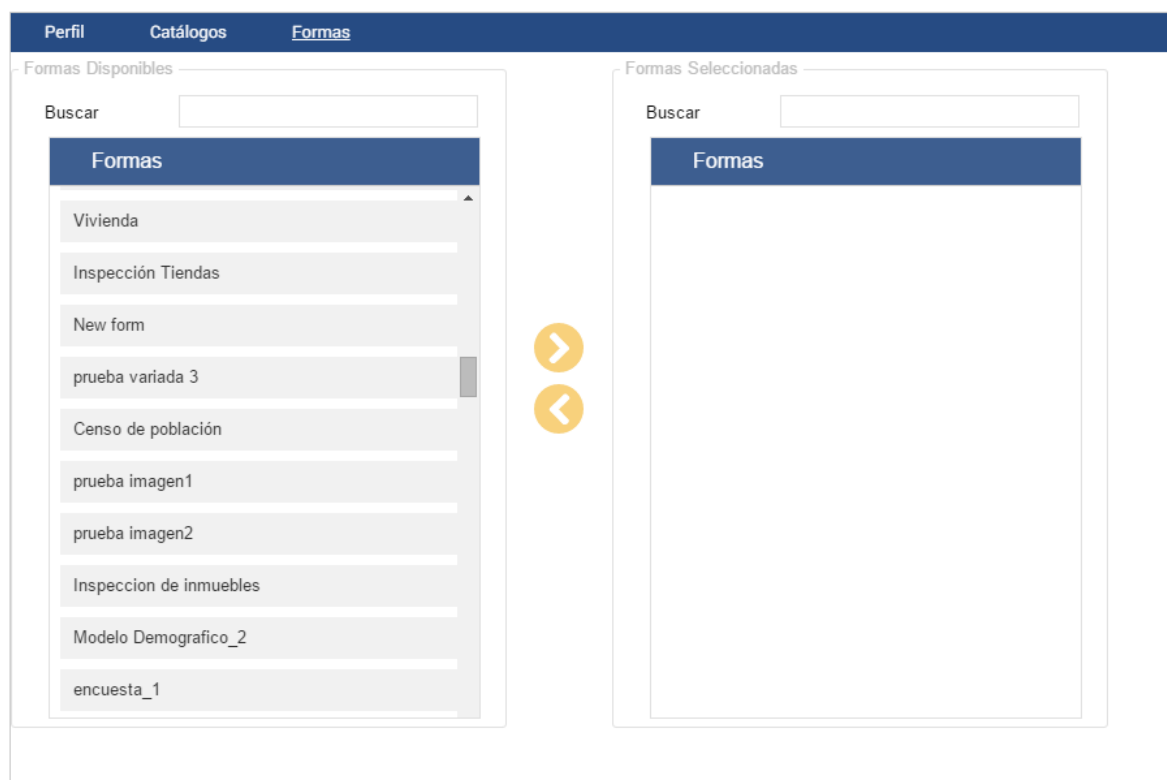 Perfil Catálogos Formas
Formas Disponibles
Buscar
Formas
Vivienda
Inspección Tiendas
New form
prueba variada 3
Censo de población
prueba imagen1
prueba imagen2
Inspeccion de inmuebles
Modelo Demografico_2
encuesta_1
Formas Seleccionadas
Buscar
Formas